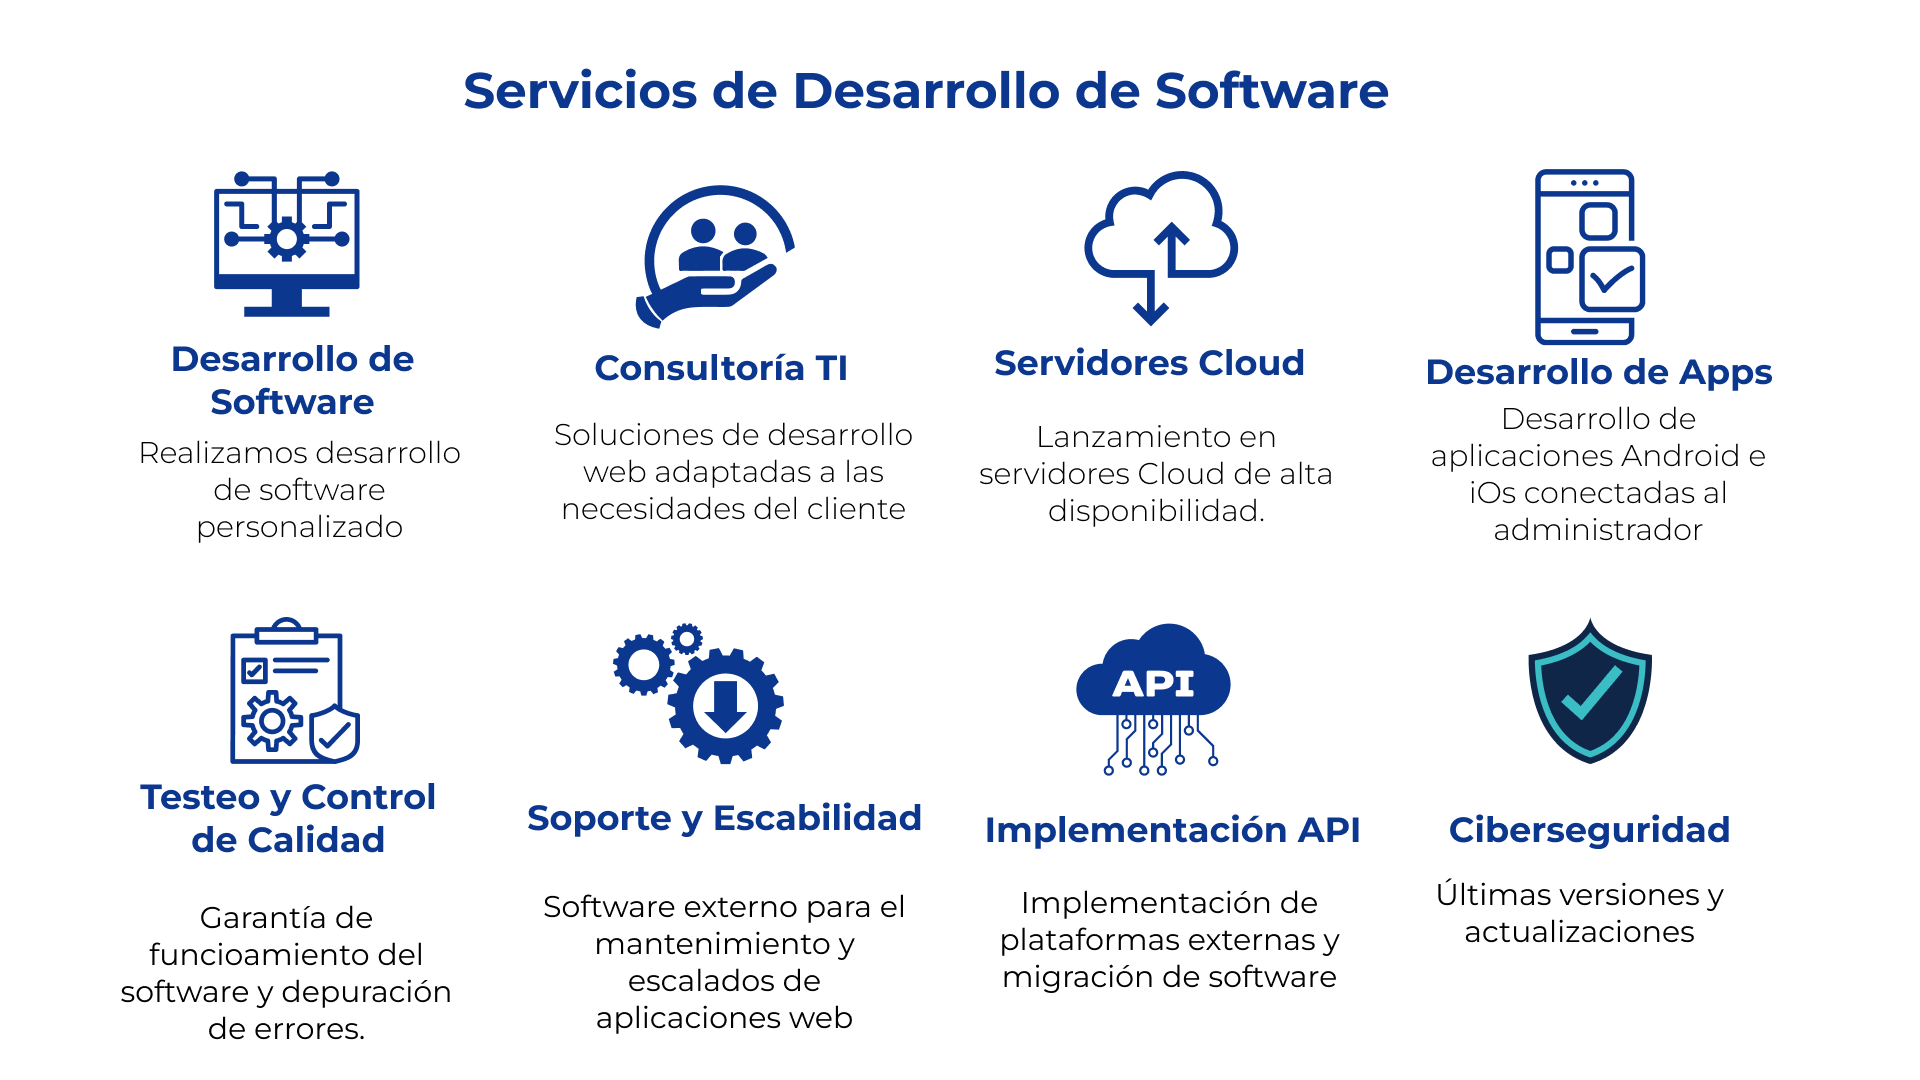 Servicios de Desarrollo de Software
Desarrollo de
Software
Realizamos desarrollo
de software
personalizado
Consultoría TI
Soluciones de desarrollo
web adaptadas a las
necesidades del cliente
Servidores Cloud
Lanzamiento en
servidores Cloud de alta
disponibilidad.
Desarrollo de Apps
Desarrollo de
aplicaciones Android e
iOs conectadas al
administrador
Testeo y Control
de Calidad
Garantía de
funcioamiento del
software y depuración
de errores.
Soporte y Escabilidad
Software externo para el
mantenimiento y
escalados de
aplicaciones web
API
Implementación API
Implementación de
plataformas externas y
migración de software
Ciberseguridad
Últimas versiones y
actualizaciones